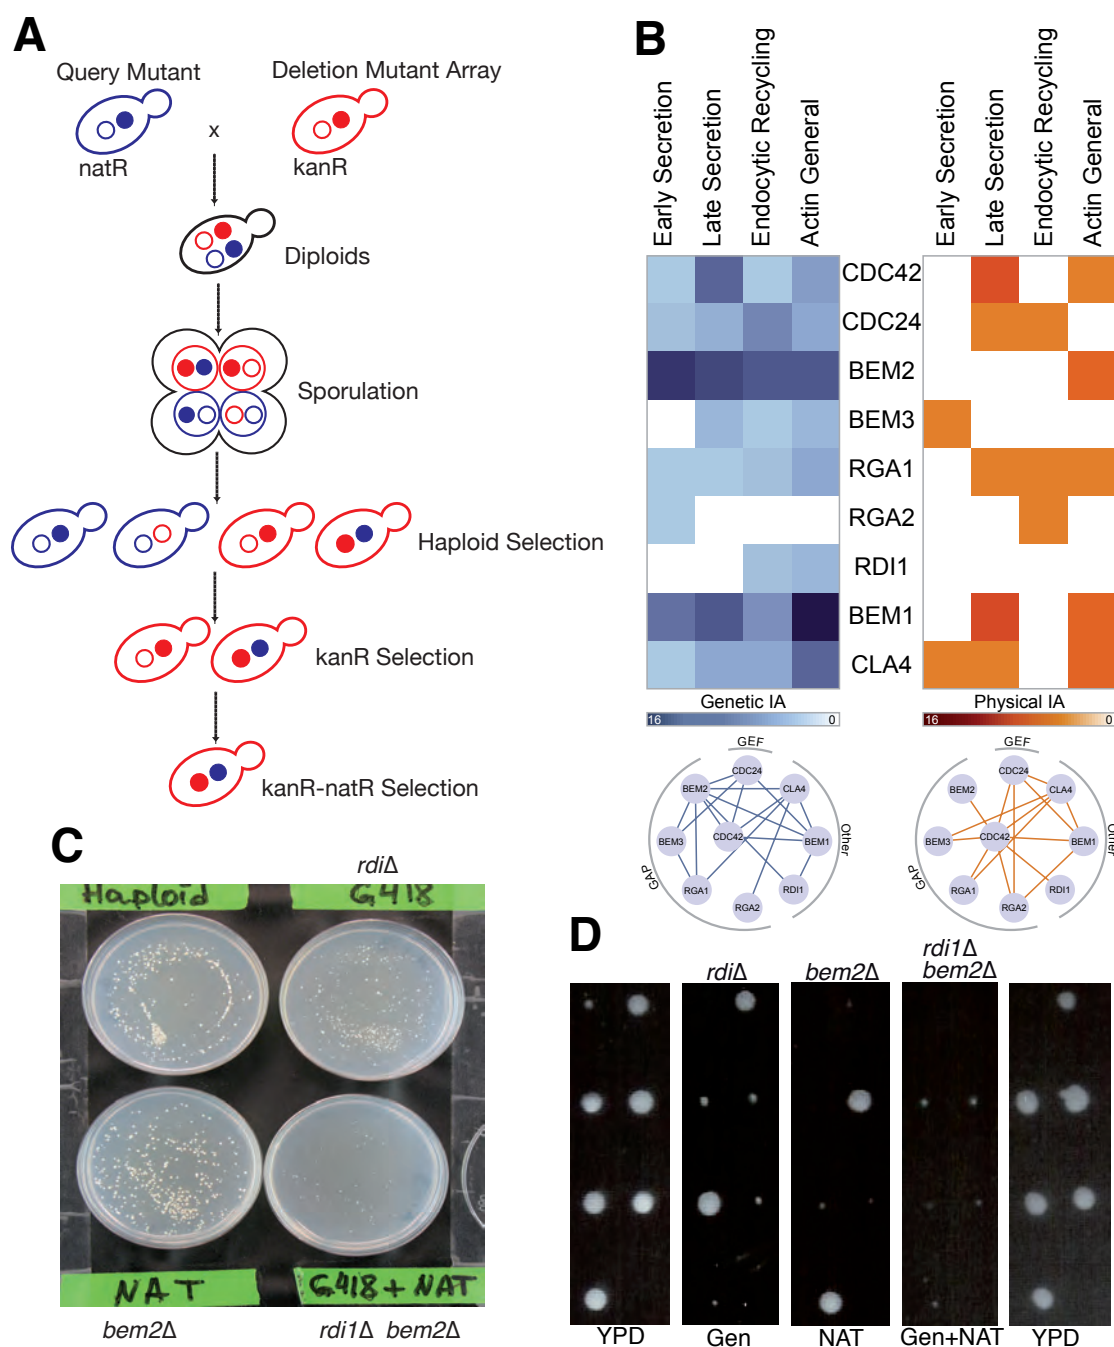 A
Query Mutant
Deletion Mutant Array
x
natR
kanR
Diploids
Sporulation
Haploid Selection
kanR Selection
kanR-natR Selection
B
Early Secretion
Late Secretion
Endocytic Recycling
Actin General
Early Secretion
Late Secretion
Endocytic Recycling
Actin General
CDC42
CDC24
BEM2
BEM3
RGA1
RGA2
RDI1
BEM1
CLA4
Genetic IA
16 0
Physical IA
16 0
GEF
CDC24
BEM2
CLA4
CDC42
BEM3
BEM1
RGA1
RDI1
RGA2
GAP
Other
GEF
CDC24
BEM2
CLA4
CDC42
BEM3
BEM1
RGA1
RDI1
RGA2
GAP
Other
C
rdiΔ
Haploid
G418
NAT
G418+NAT
bem2Δ
rdi1Δ bem2Δ
D
rdiΔ
bem2Δ
rdi1Δ
bem2Δ
YPD
Gen
NAT
Gen+NAT
YPD